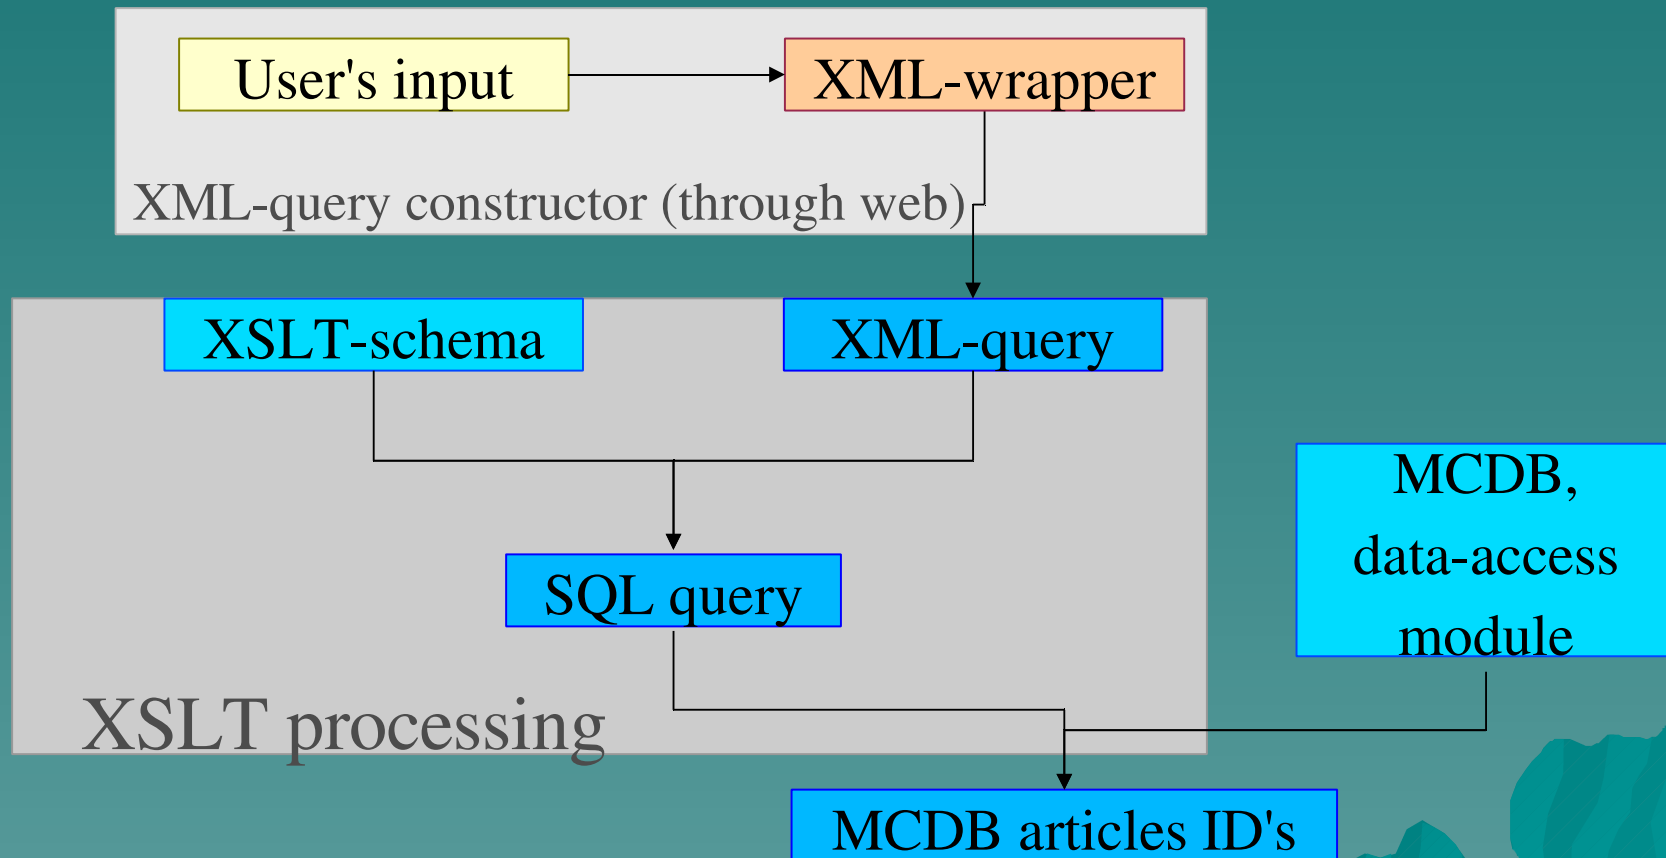 User's input
XML-wrapper
XML-query constructor (through web)
XSLT-schema
XML-query
MCDB,
data-access
module
SQL query
XSLT processing
MCDB articles ID's